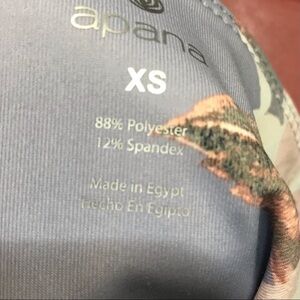 apana
XS
88% Polyester
12% Spandex
Made in Egypt
Hecho En Egipto